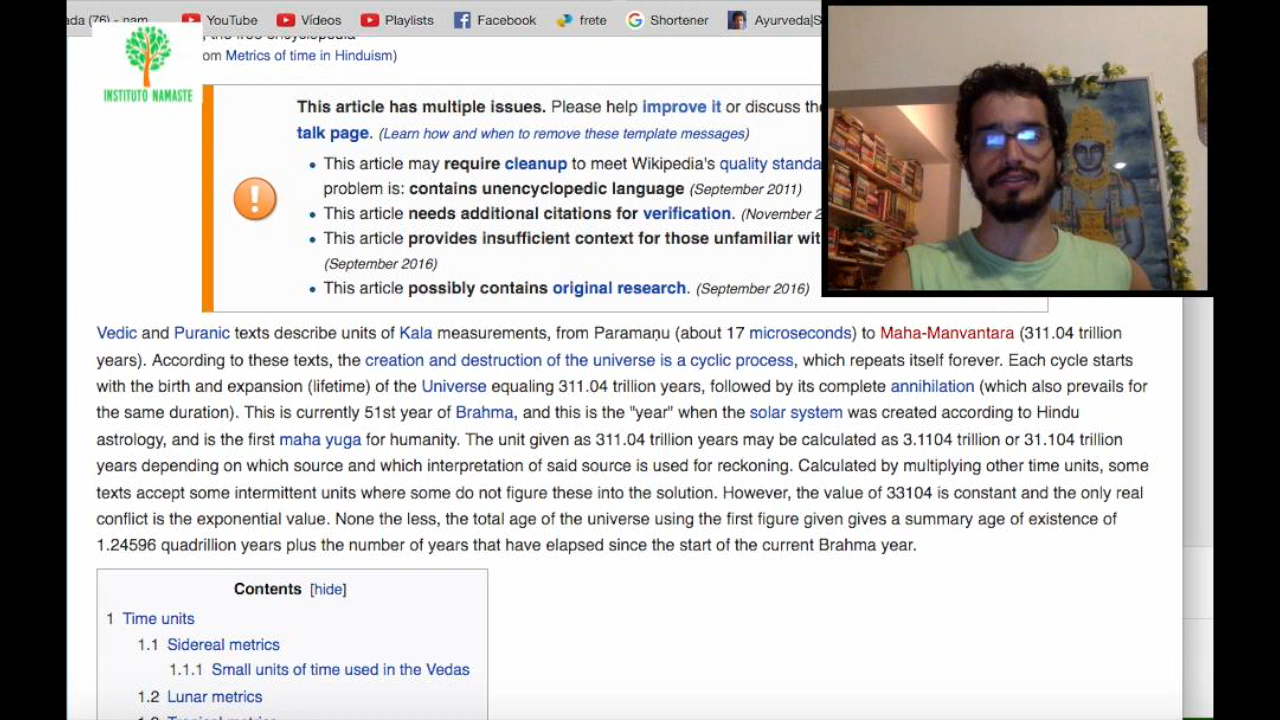 ada (76) - nam
YouTube
Vídeos
Playlists
Facebook
frete
Shortener
Ayurveda|S
INSTITUTO NAMASTE
, the free encyclopedia
om Metrics of time in Hinduism)
This article has multiple issues. Please help improve it or discuss the
talk page. (Learn how and when to remove these template messages)
• This article may require cleanup to meet Wikipedia's quality standa
problem is: contains unencyclopedic language (September 2011)
• This article needs additional citations for verification. (November 2
• This article provides insufficient context for those unfamiliar wit
(September 2016)
• This article possibly contains original research. (September 2016)
Vedic and Puranic texts describe units of Kala measurements, from Paramaṇu (about 17 microseconds) to Maha-Manvantara (311.04 trillion
years). According to these texts, the creation and destruction of the universe is a cyclic process, which repeats itself forever. Each cycle starts
with the birth and expansion (lifetime) of the Universe equaling 311.04 trillion years, followed by its complete annihilation (which also prevails for
the same duration). This is currently 51st year of Brahma, and this is the "year" when the solar system was created according to Hindu
astrology, and is the first maha yuga for humanity. The unit given as 311.04 trillion years may be calculated as 3.1104 trillion or 31.104 trillion
years depending on which source and which interpretation of said source is used for reckoning. Calculated by multiplying other time units, some
texts accept some intermittent units where some do not figure these into the solution. However, the value of 33104 is constant and the only real
conflict is the exponential value. None the less, the total age of the universe using the first figure given gives a summary age of existence of
1.24596 quadrillion years plus the number of years that have elapsed since the start of the current Brahma year.
Contents [hide]
1 Time units
1.1 Sidereal metrics
1.1.1 Small units of time used in the Vedas
1.2 Lunar metrics
1.3 Tropical metrics